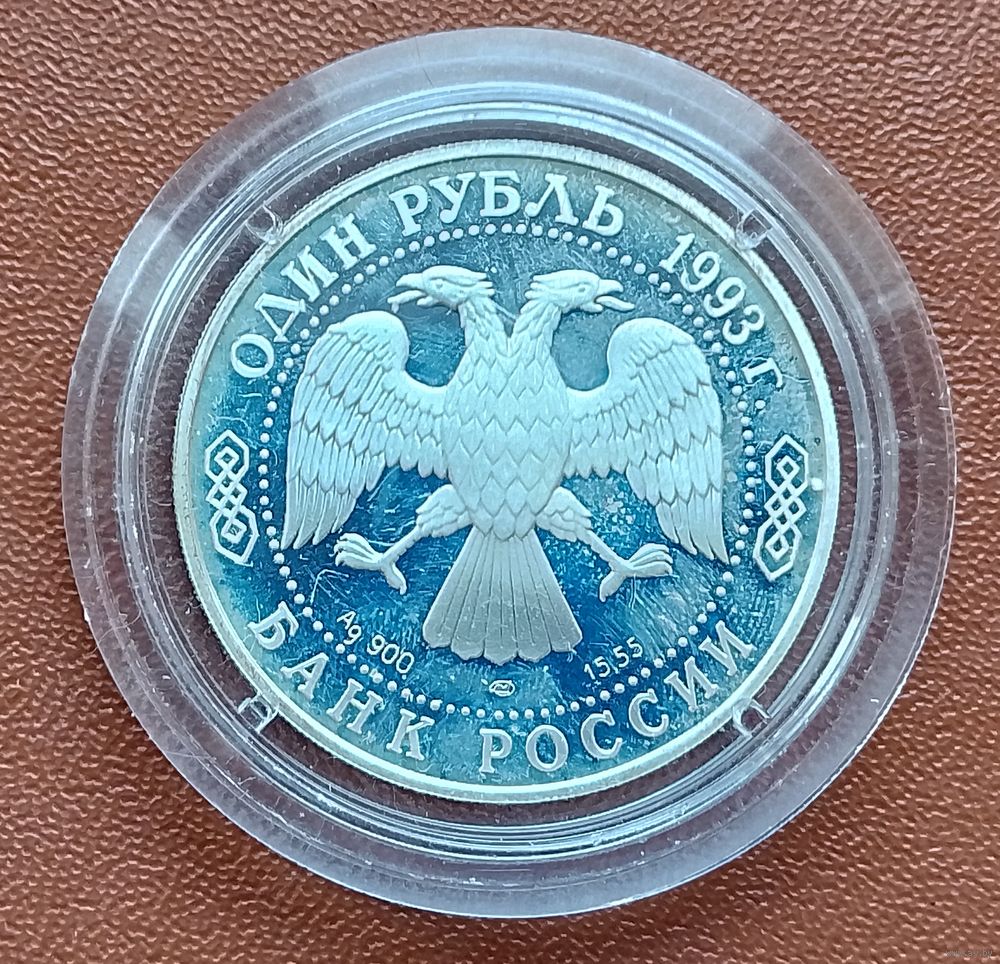 ОДИН РУБЛЬ 1993 г.
Ag 900
15,55
БАНК РОССИИ